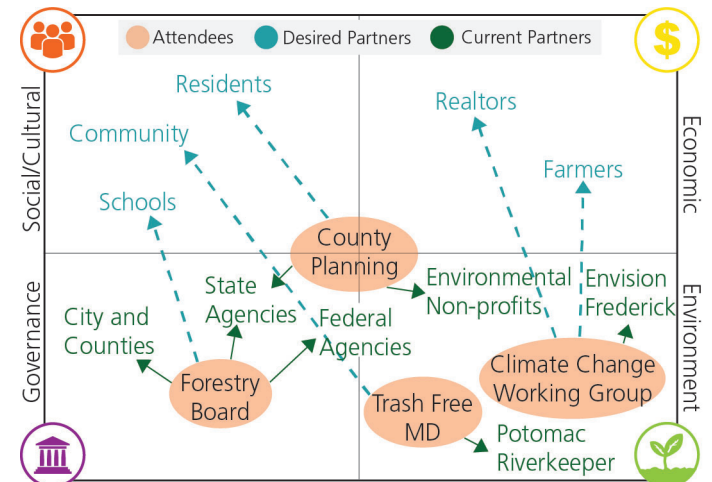 Attendees Desired Partners Current Partners
$
Social/Cultural
Economic
Governance
Environment
Residents
Community
Schools
Realtors
Farmers
County
Planning
State
Agencies
City and
Counties
Federal
Agencies
Forestry
Board
Environmental
Non-profits
Envision
Frederick
Climate Change
Working Group
Trash Free
MD
Potomac
Riverkeeper